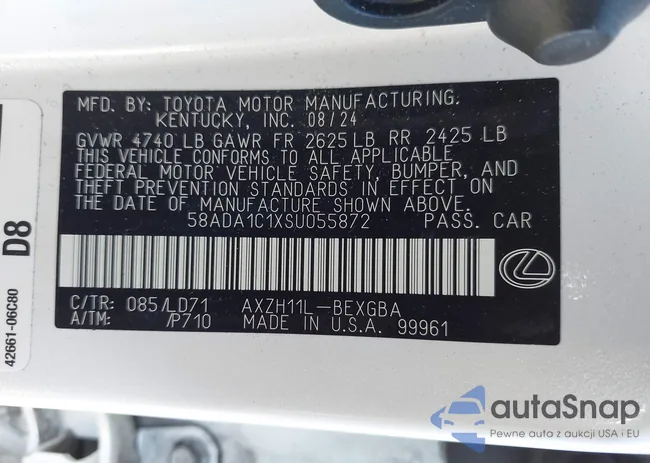 MFD. BY: TOYOTA MOTOR MANUFACTURING.
KENTUCKY, INC. 08/24
GVWR 4740 LB GAWR FR 2625 LB RR 2425 LB
THIS VEHICLE CONFORMS TO ALL APPLICABLE
FEDERAL MOTOR VEHICLE SAFETY, BUMPER, AND
THEFT PREVENTION STANDARDS IN EFFECT ON
THE DATE OF MANUFACTURE SHOWN ABOVE.
58ADA1C1XSU055872 PASS. CAR
C/TR: 085/LD71 AXZH11L-BEXGBA
A/TM: /P710 MADE IN U.S.A. 99961
D8
42661-06C80
autaSnap
Pewne auta z aukcji USA i EU